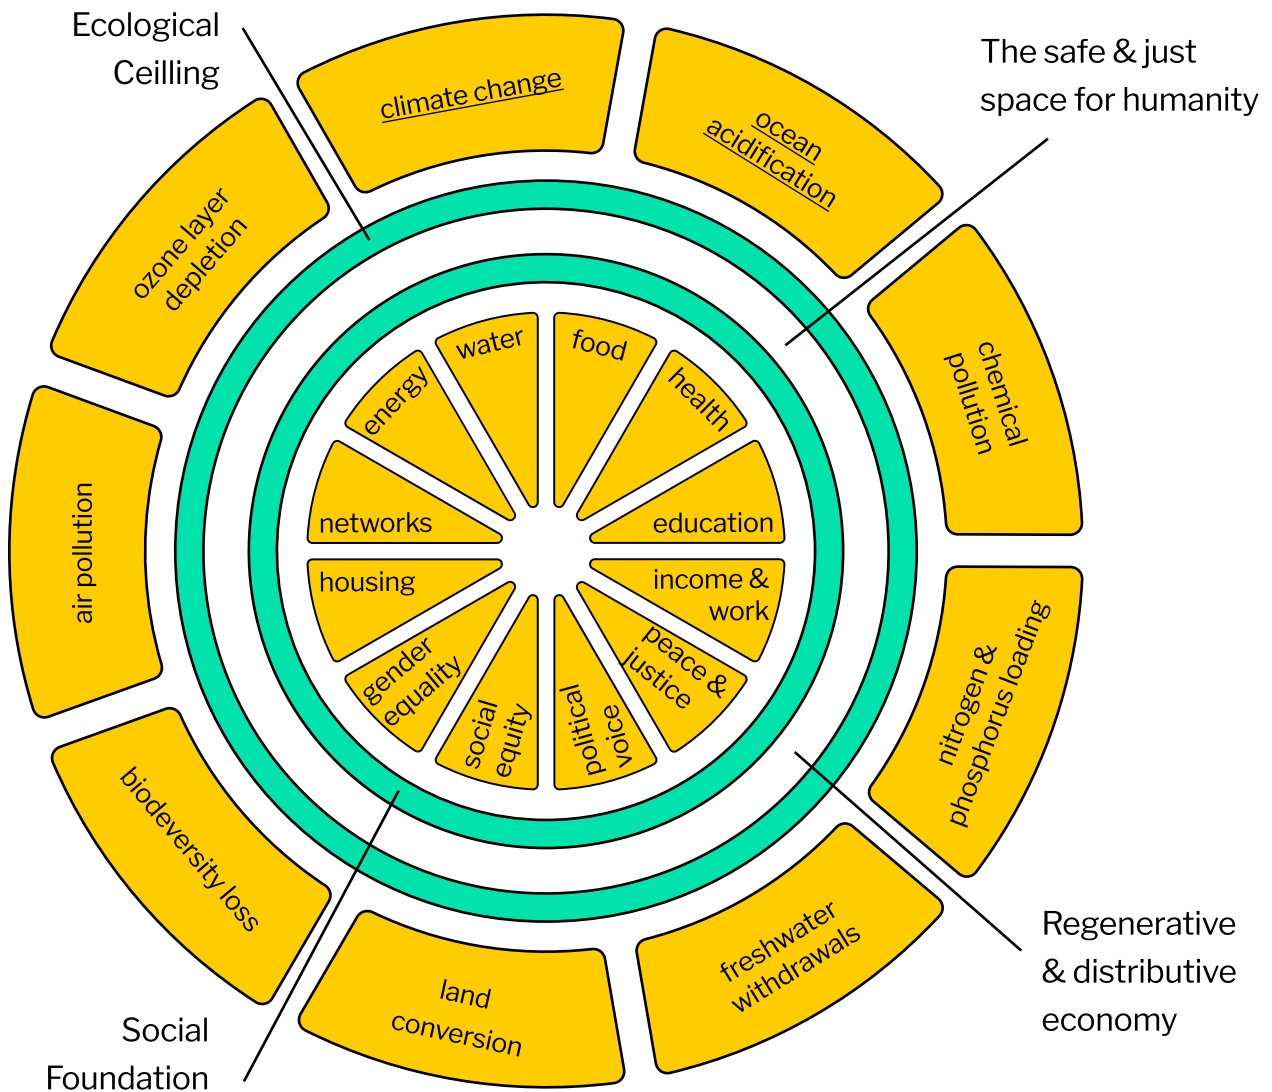 Ecological
Ceilling
The safe & just
space for humanity
climate change
ocean
acidification
chemical
pollution
nitrogen &
phosphorus loading
freshwater
withdrawals
land
conversion
biodeversity loss
air pollution
ozone layer
depletion
water
food
health
education
income &
work
peace &
justice
political
voice
social
equity
gender
equality
housing
networks
energy
Regenerative
& distributive
economy
Social
Foundation